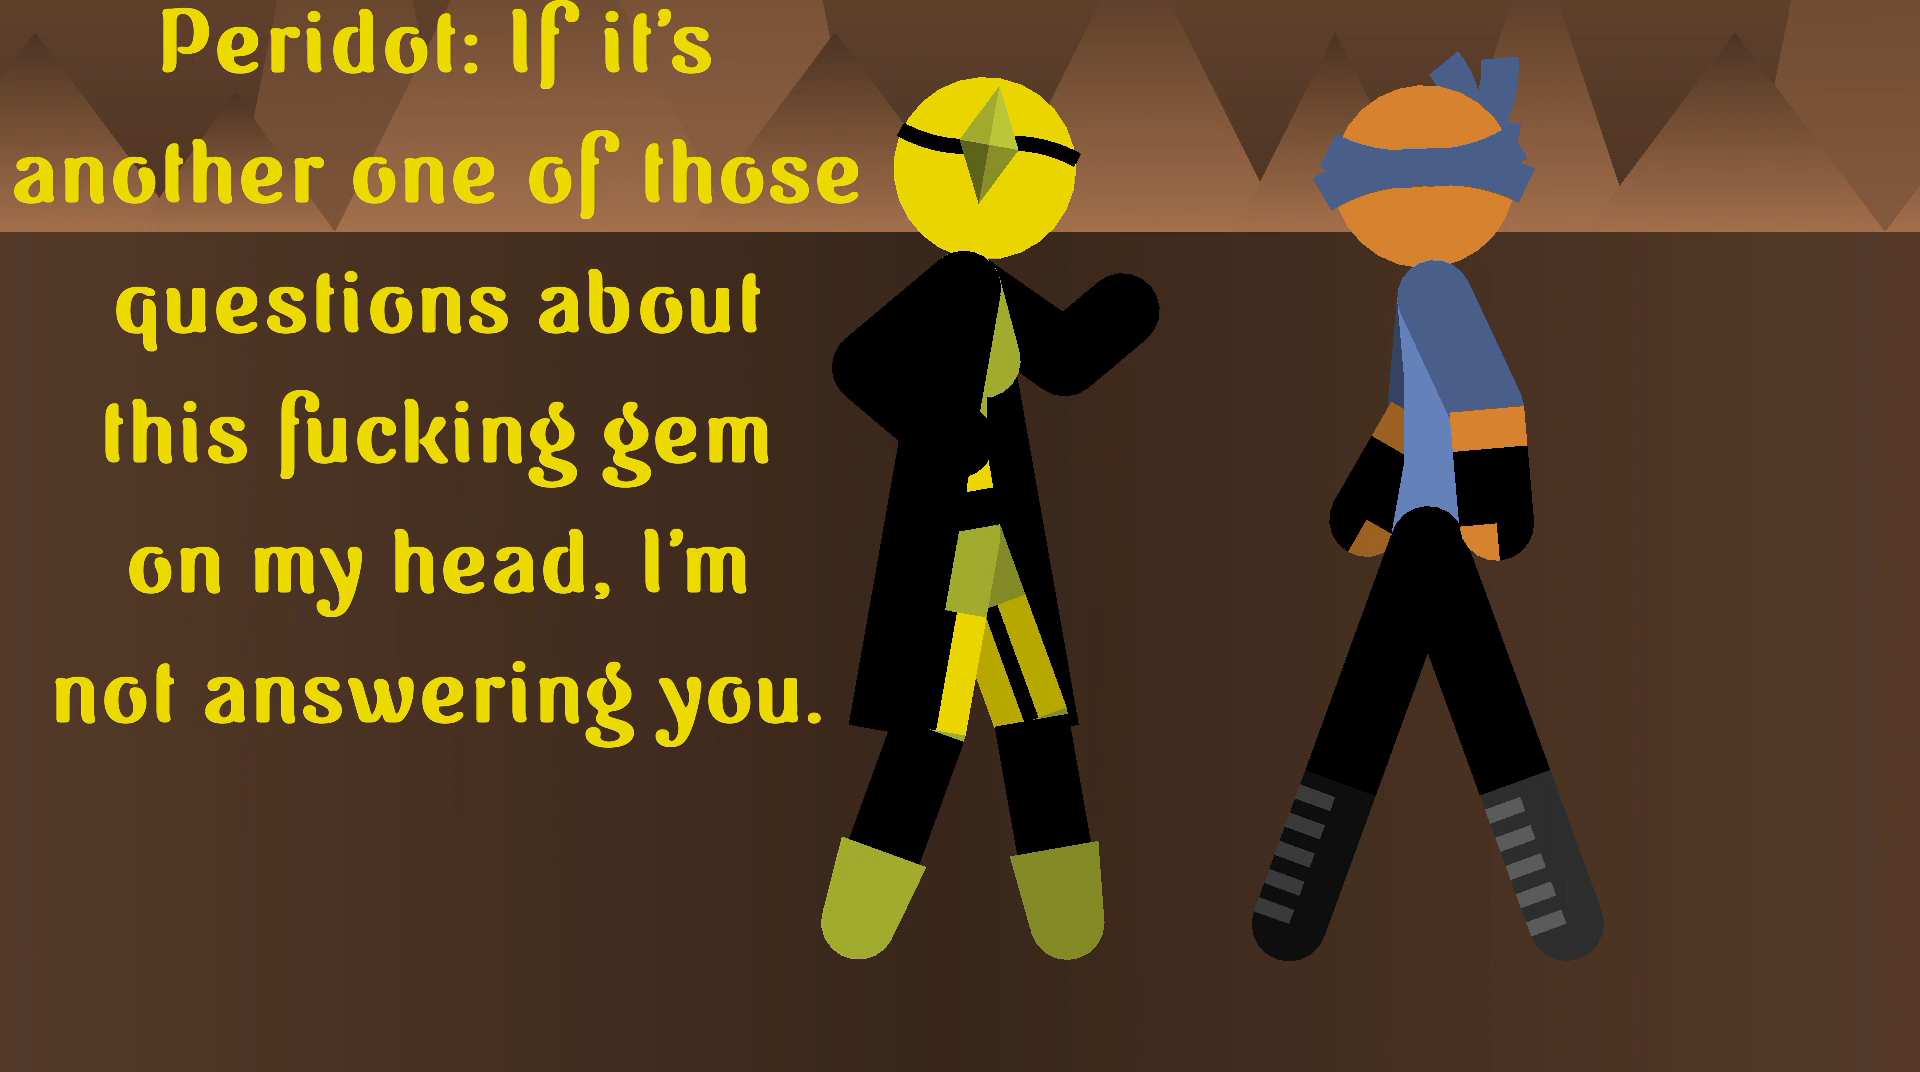 Peridot: If it's
another one of those
questions about
this fucking gem
on my head, I'm
not answering you.